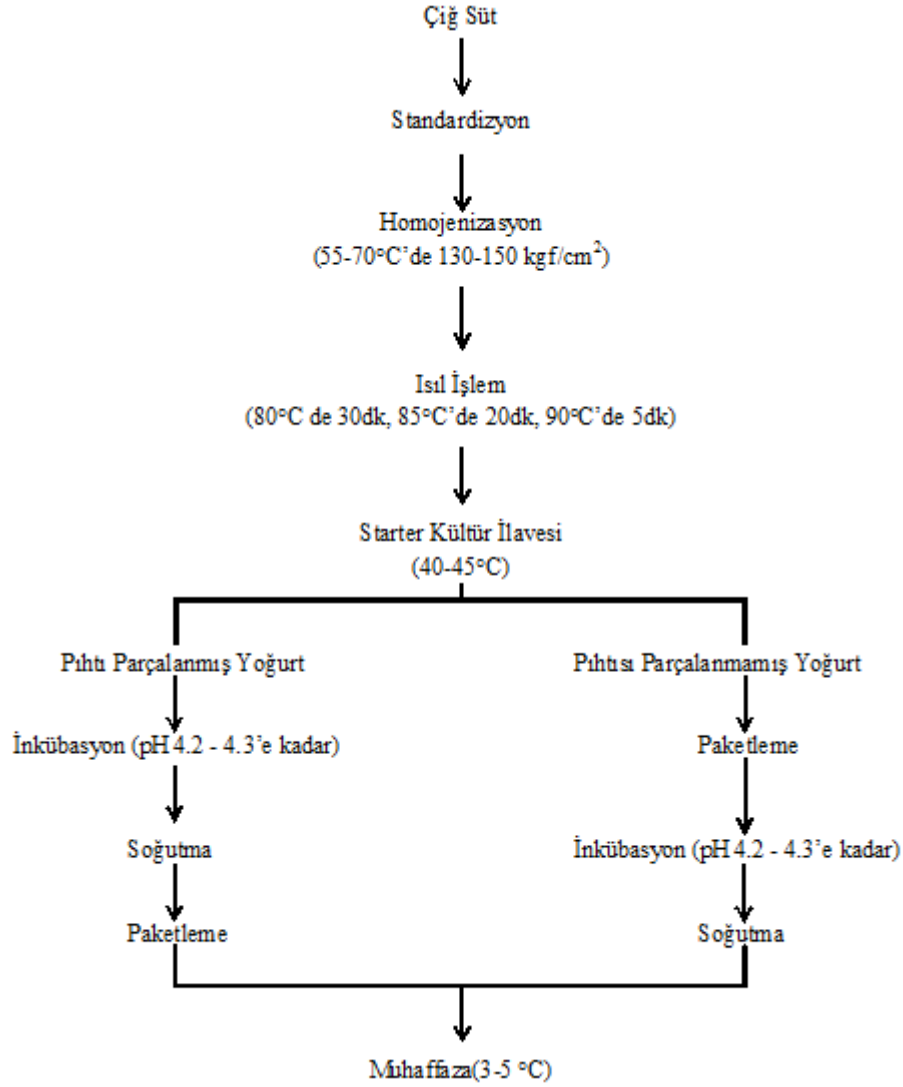 Çiğ Süt
Standardizyon
Homojenizasyon
(55-70°C'de 130-150 kgf/cm²)
Isıl İşlem
(80°C de 30dk, 85°C'de 20dk, 90°C'de 5dk)
Starter Kültür İlavesi
(40-45°C)
Pıhtı Parçalanmış Yoğurt
İnkübasyon (pH 4.2 - 4.3'e kadar)
Soğutma
Paketleme
Pıhtısı Parçalanmamış Yoğurt
Paketleme
İnkübasyon (pH 4.2 - 4.3'e kadar)
Soğutma
Muhaffaza(3-5 °C)